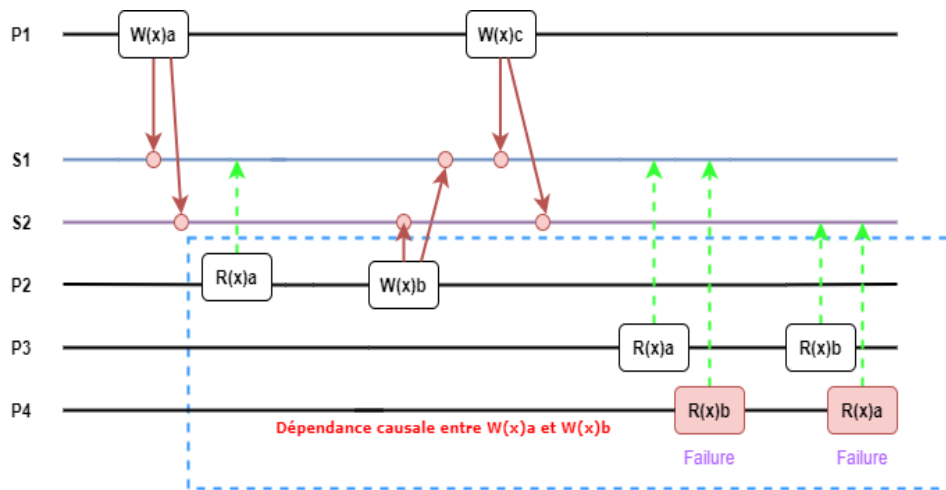 P1
W(x)a
W(x)c
S1
S2
P2
R(x)a
W(x)b
P3
R(x)a
R(x)b
P4
R(x)b
R(x)a
Dépendance causale entre W(x)a et W(x)b
Failure
Failure